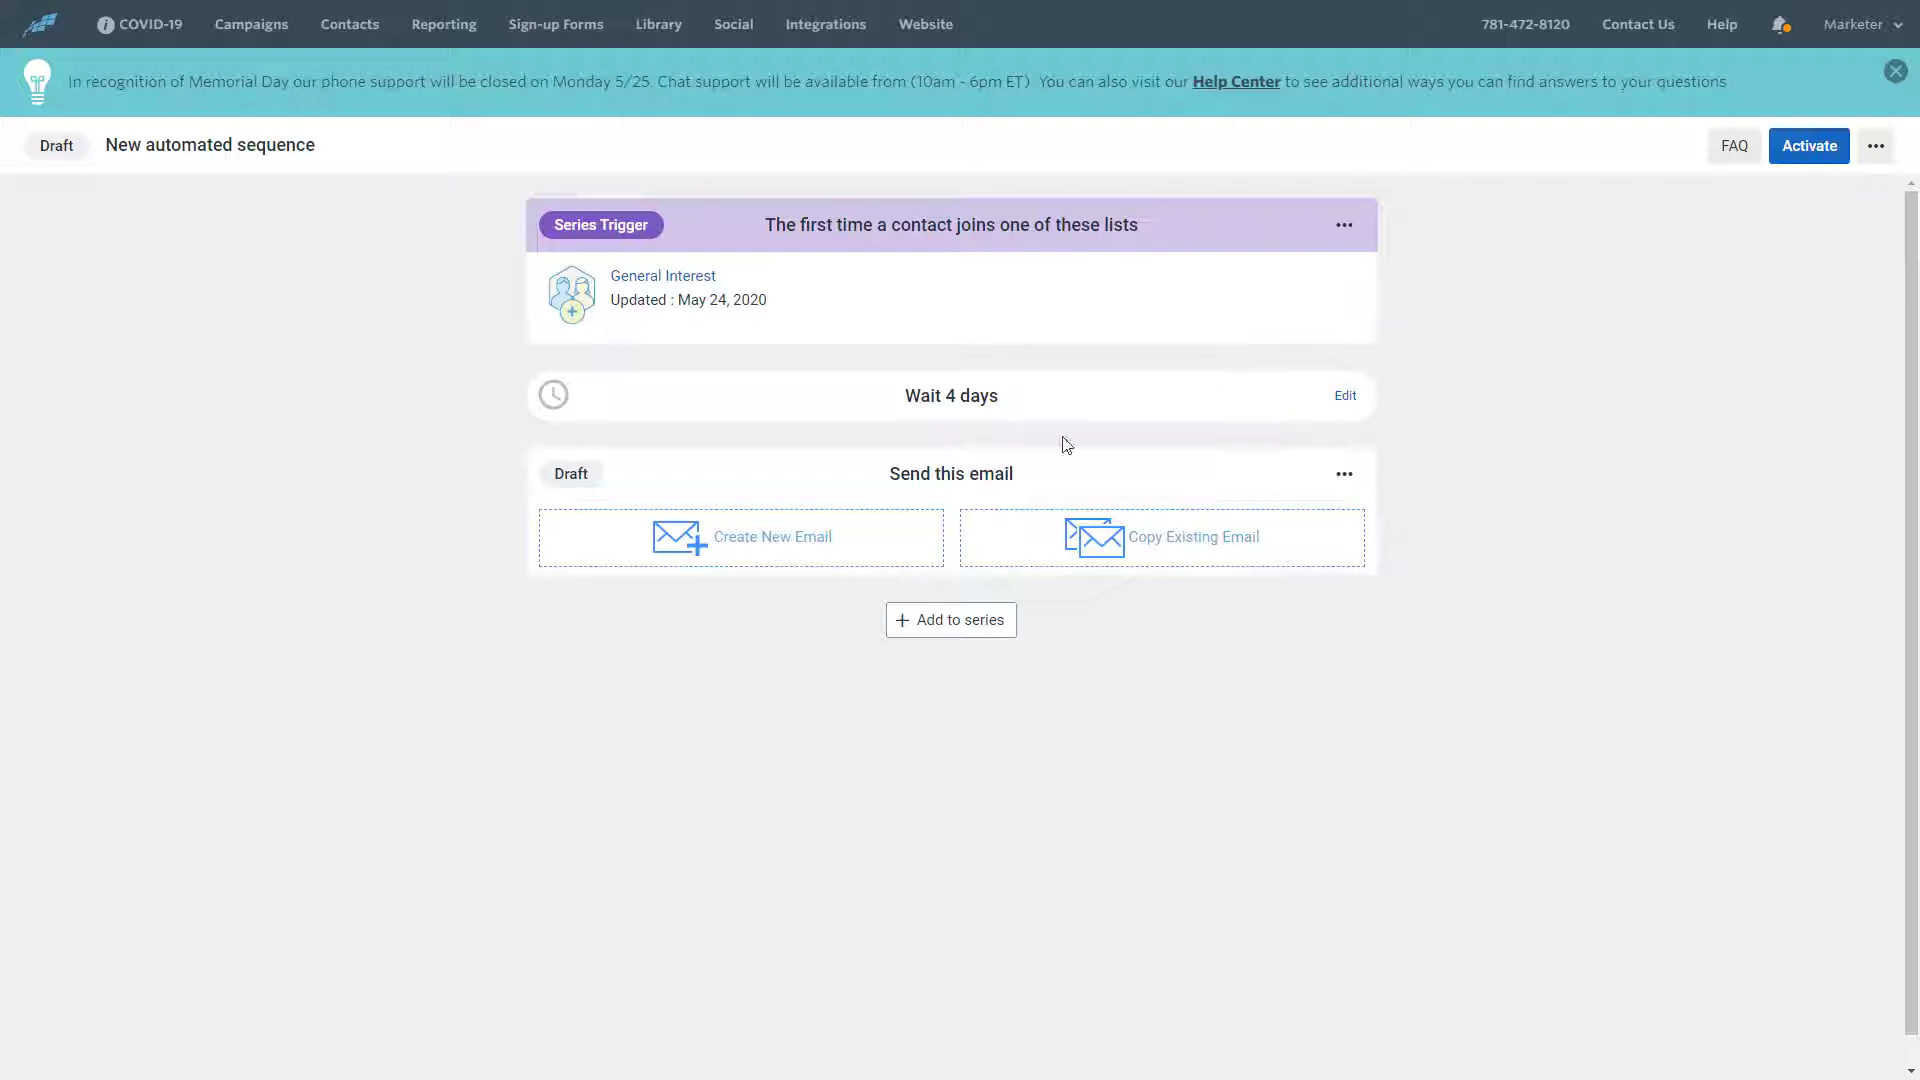 COVID-19 Campaigns Contacts Reporting Sign-up Forms Library Social Integrations Website 781-472-8120 Contact Us Help Marketer
In recognition of Memorial Day our phone support will be closed on Monday 5/25. Chat support will be available from (10am - 6pm ET) You can also visit our Help Center to see additional ways you can find answers to your questions
Draft New automated sequence FAQ Activate
Series Trigger The first time a contact joins one of these lists
General Interest
Updated : May 24, 2020
Wait 4 days Edit
Draft Send this email
Create New Email Copy Existing Email
+ Add to series